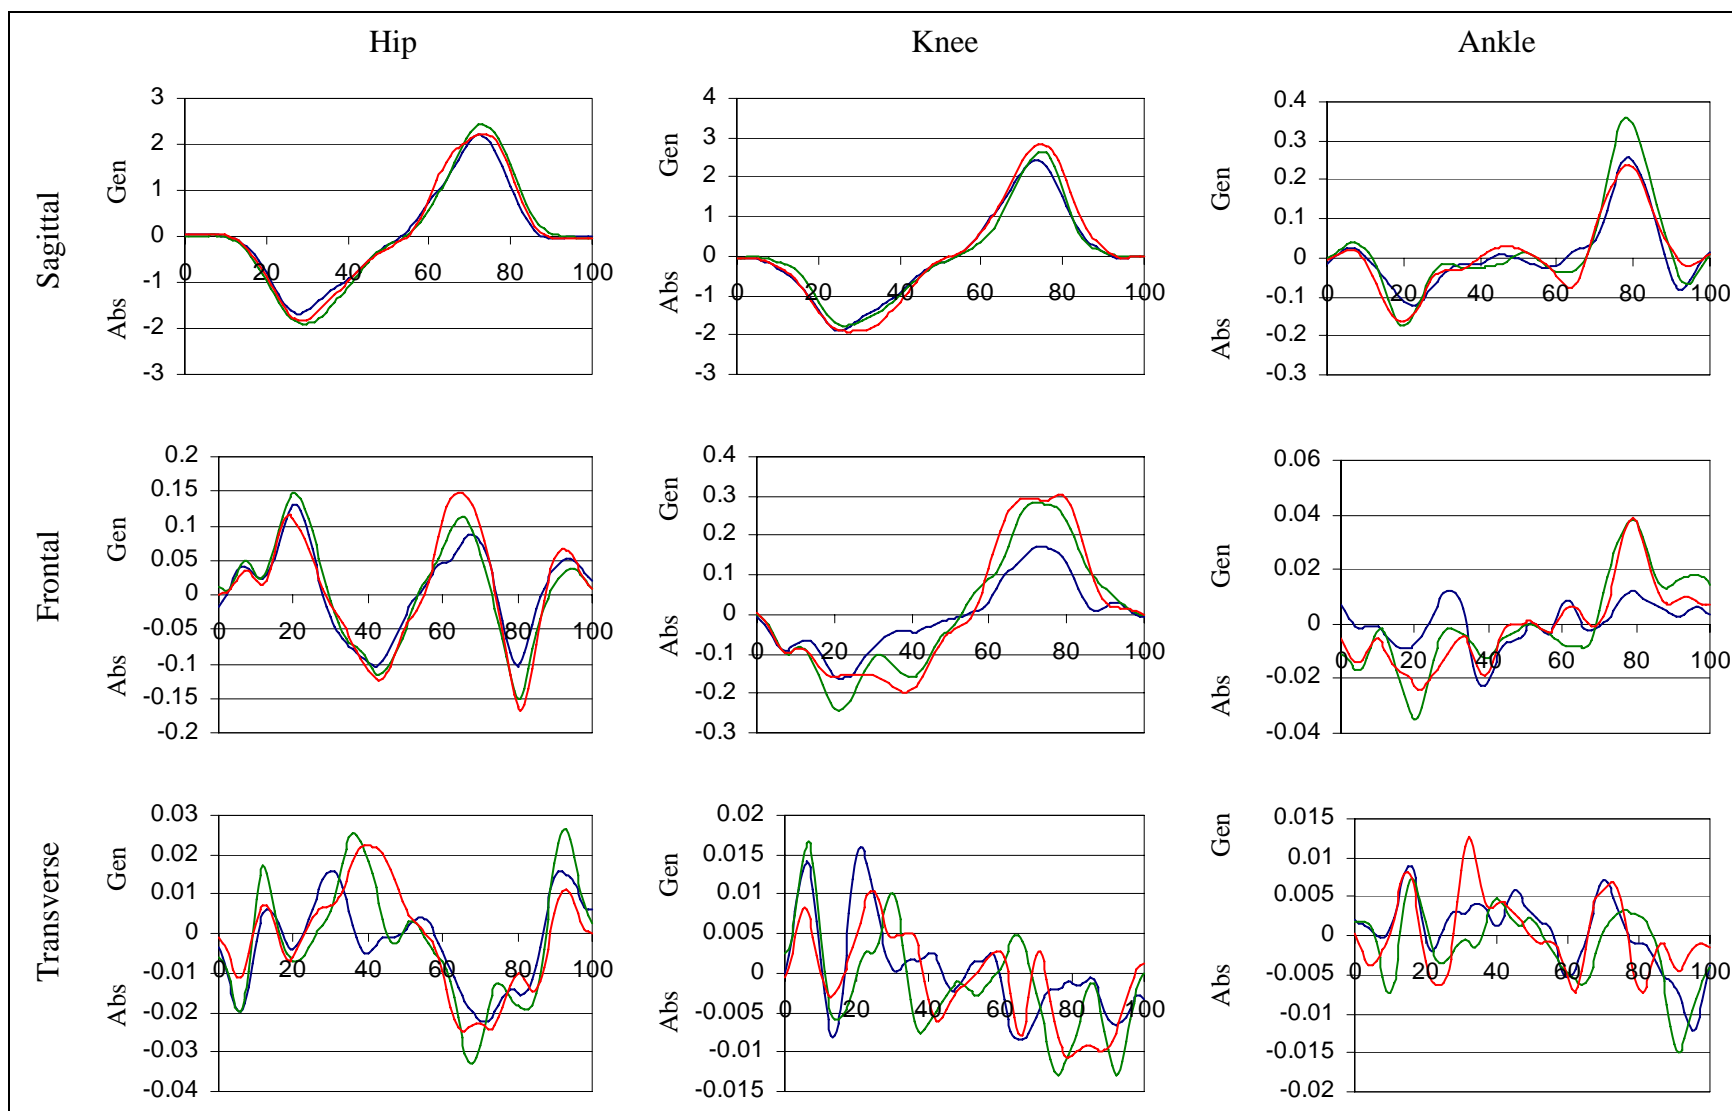 Hip Knee Ankle
Sagittal
Gen
Abs
3
2
1
0
-1
-2
-3
0 20 40 60 80 100
Gen
Abs
4
3
2
1
0
-1
-2
-3
0 20 40 60 80 100
Gen
Abs
0.4
0.3
0.2
0.1
0
-0.1
-0.2
-0.3
0 20 40 60 80 100
Frontal
Gen
Abs
0.2
0.15
0.1
0.05
0
-0.05
-0.1
-0.15
-0.2
0 20 40 60 80 100
Gen
Abs
0.4
0.3
0.2
0.1
0
-0.1
-0.2
-0.3
0 20 40 60 80 100
Gen
Abs
0.06
0.04
0.02
0
-0.02
-0.04
0 20 40 60 80 100
Transverse
Gen
Abs
0.03
0.02
0.01
0
-0.01
-0.02
-0.03
-0.04
0 20 40 60 80 100
Gen
Abs
0.02
0.015
0.01
0.005
0
-0.005
-0.01
-0.015
0 20 40 60 80 100
Gen
Abs
0.015
0.01
0.005
0
-0.005
-0.01
-0.015
-0.02
0 20 40 60 80 100